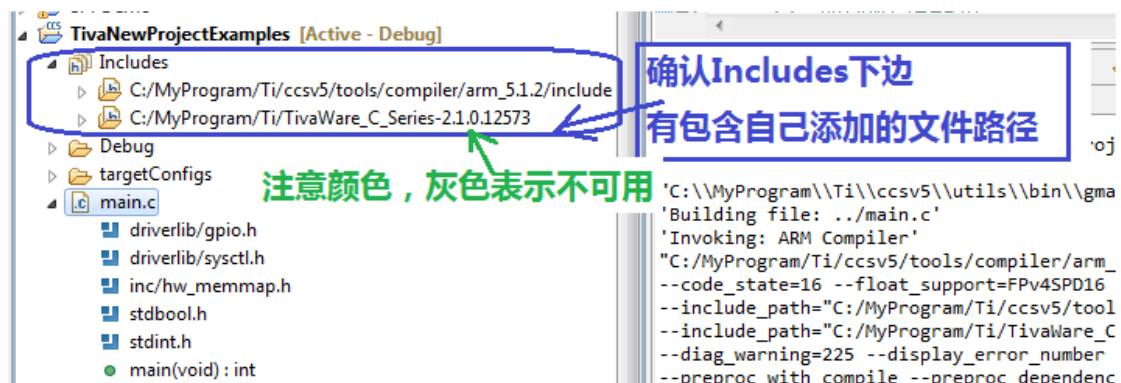 TivaNewProjectExamples [Active - Debug]
Includes
C:/MyProgram/Ti/ccsv5/tools/compiler/arm_5.1.2/include
C:/MyProgram/Ti/TivaWare_C_Series-2.1.0.12573
Debug
targetConfigs
main.c
driverlib/gpio.h
driverlib/sysctl.h
inc/hw_memmap.h
stdbool.h
stdint.h
main(void) : int
确认Includes下边
有包含自己添加的文件路径
注意颜色，灰色表示不可用
'C:\\MyProgram\\Ti\\ccsv5\\utils\\bin\\gma
'Building file: ../main.c'
'Invoking: ARM Compiler'
"C:/MyProgram/Ti/ccsv5/tools/compiler/arm_
--code_state=16 --float_support=FPv4SPD16
--include_path="C:/MyProgram/Ti/ccsv5/tool
--include_path="C:/MyProgram/Ti/TivaWare_C
--diag_warning=225 --display_error_number
--preproc_with_compile --preproc_dependenc